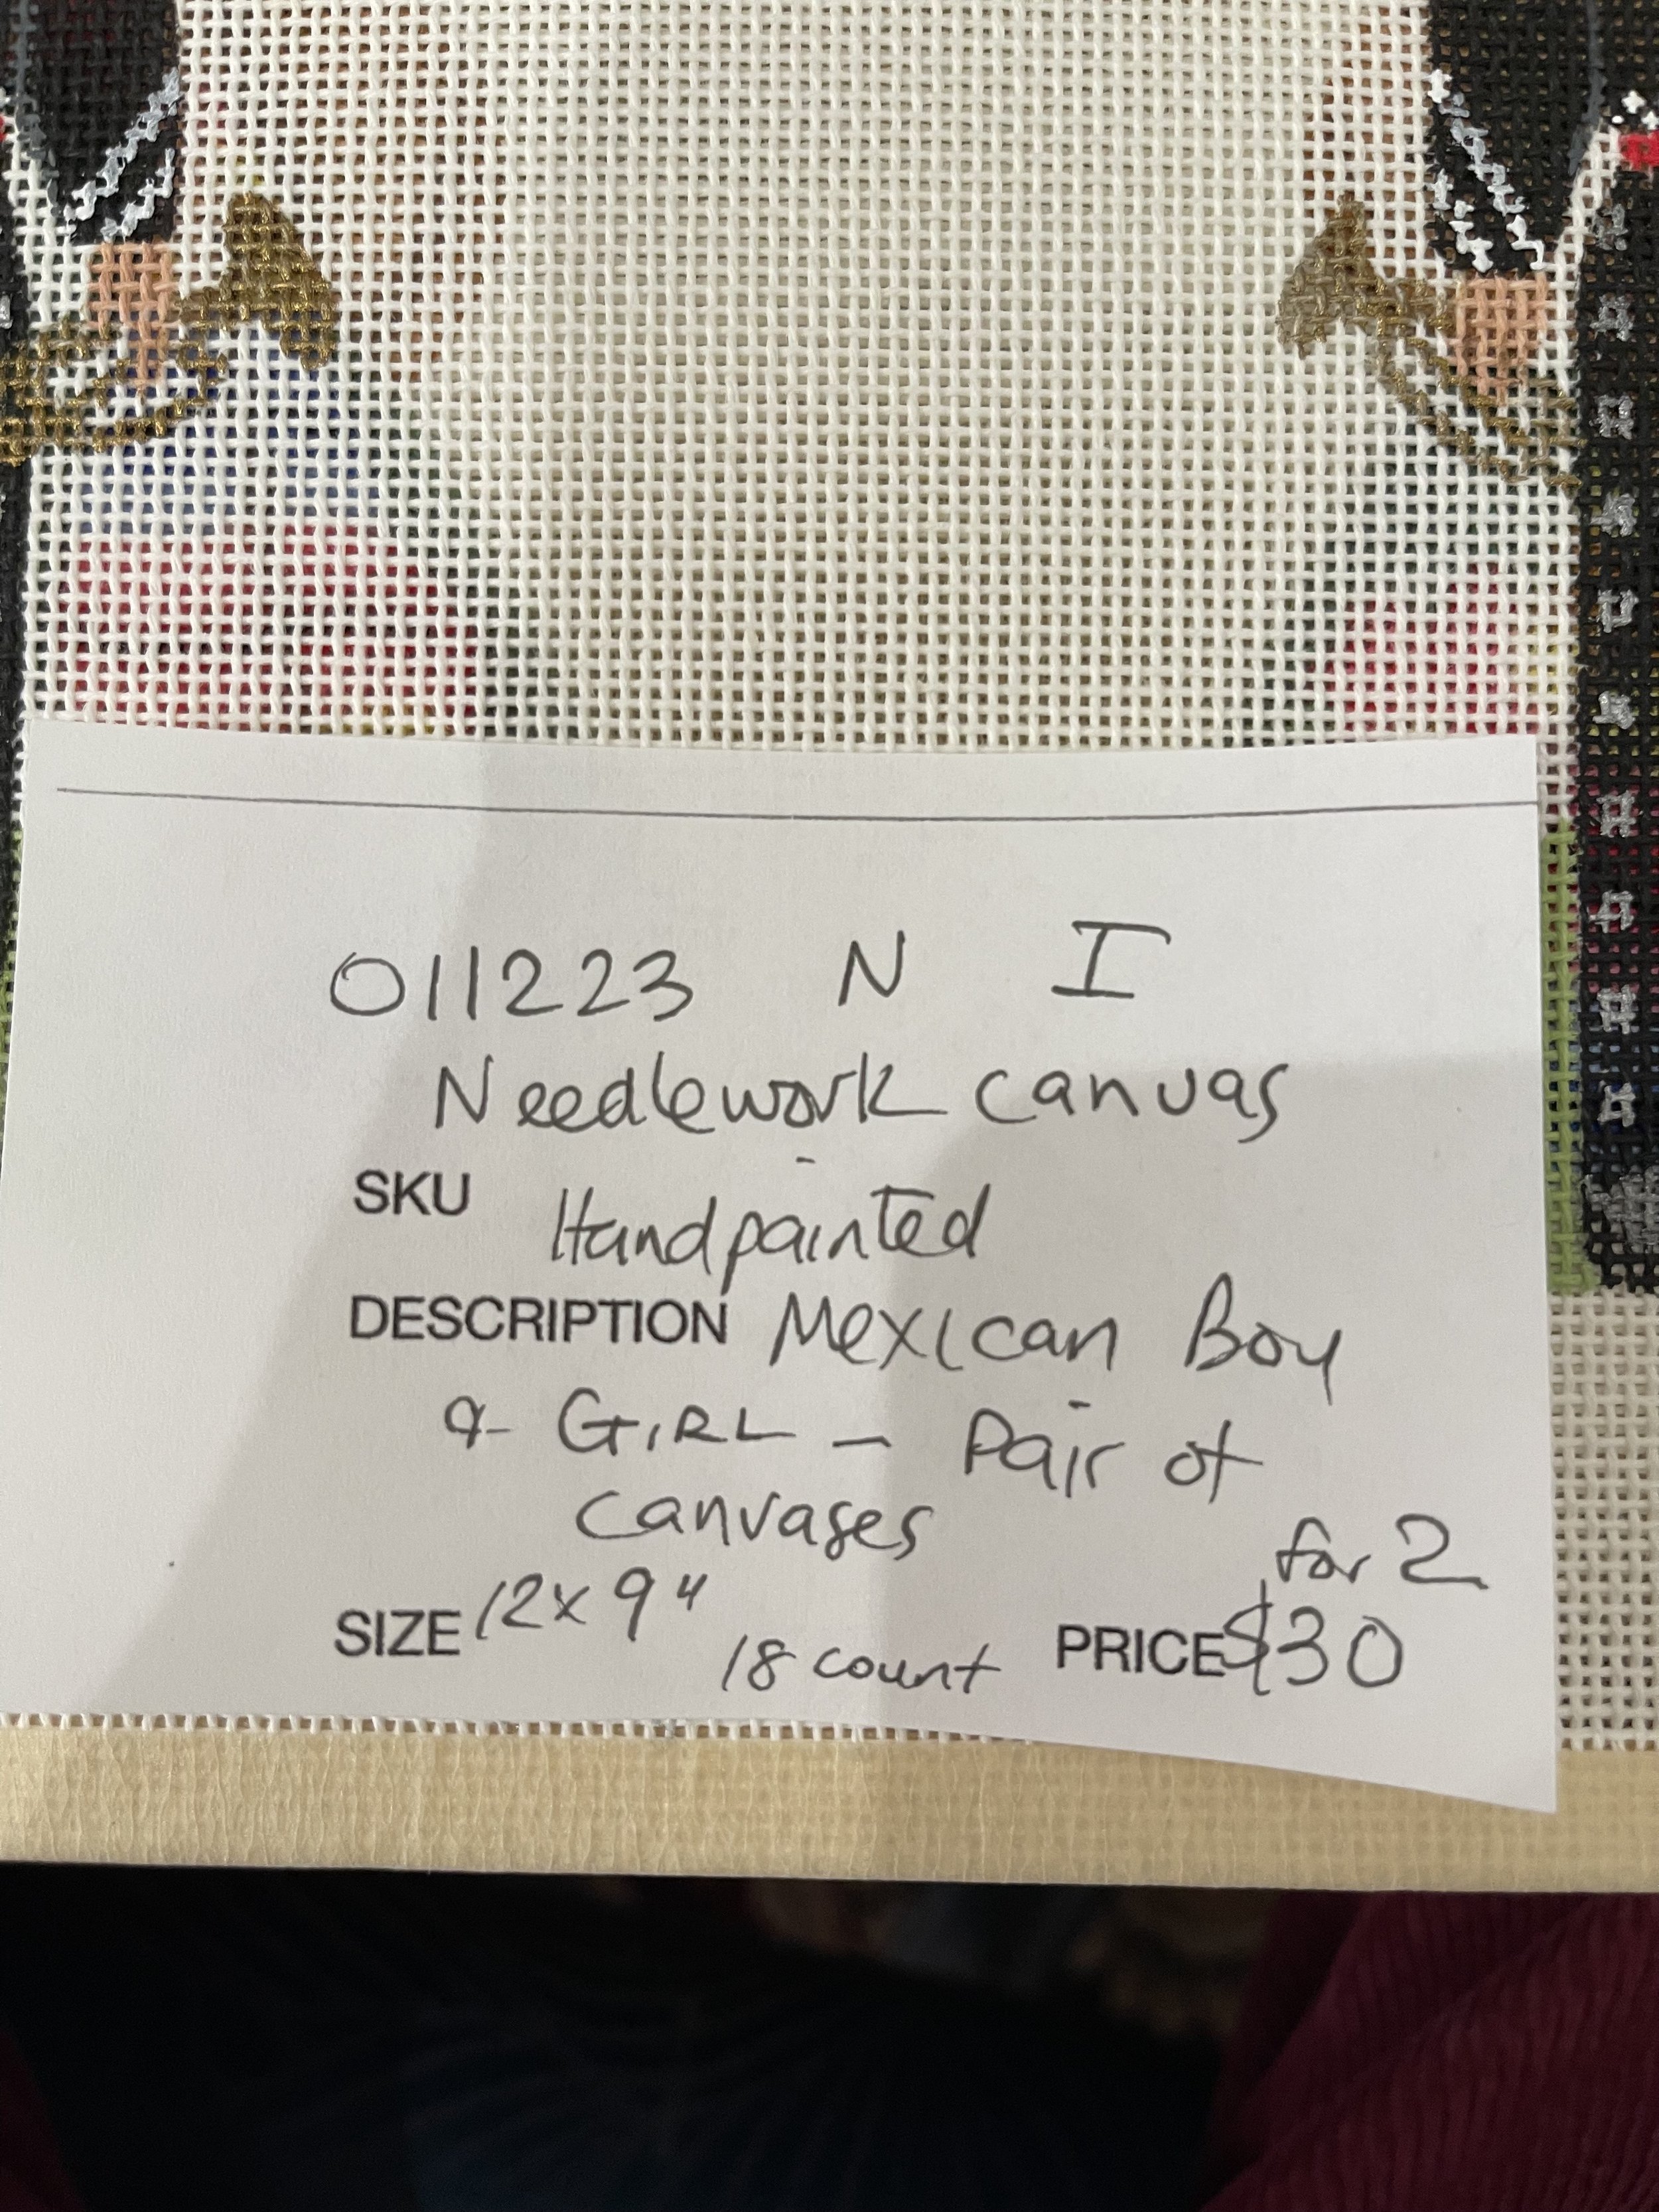 011223 N I
Needlework canvas
SKU Handpainted
DESCRIPTION Mexican Boy
& GIRL - Pair of
canvases
for 2
SIZE 12x9" 18 count PRICE $30